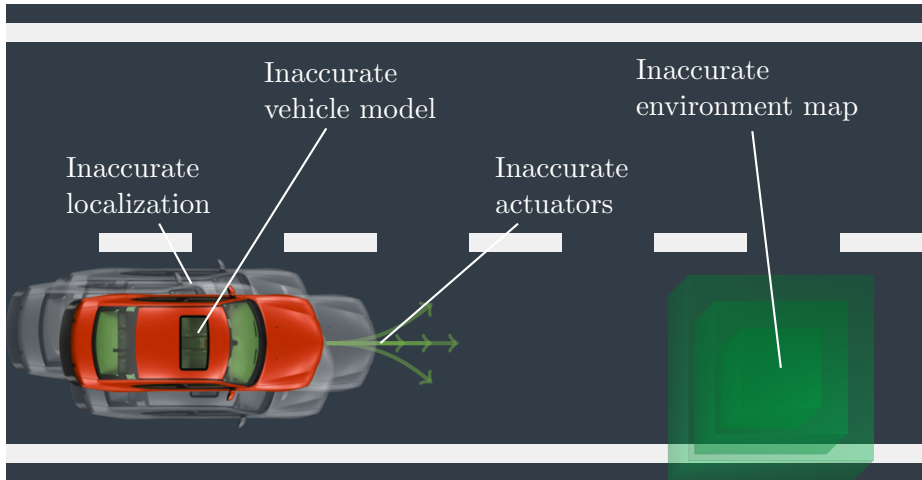 Inaccurate
vehicle model
Inaccurate
environment map
Inaccurate
localization
Inaccurate
actuators